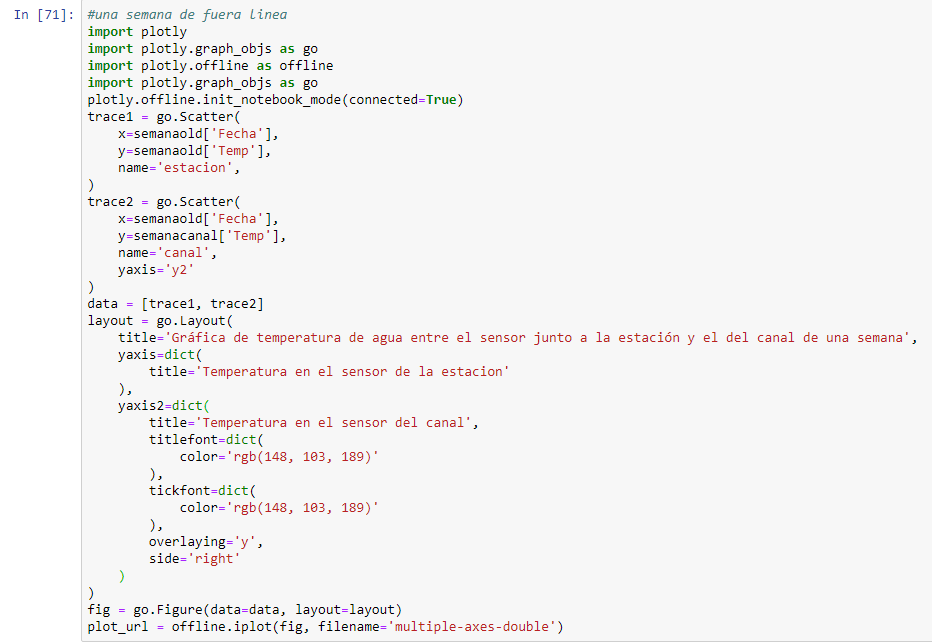 In [71]: #una semana de fuera linea
import plotly
import plotly.graph_objs as go
import plotly.offline as offline
import plotly.graph_objs as go
plotly.offline.init_notebook_mode(connected=True)
trace1 = go.Scatter(
    x=semanaold['Fecha'],
    y=semanaold['Temp'],
    name='estacion',
)
trace2 = go.Scatter(
    x=semanaold['Fecha'],
    y=semanacanal['Temp'],
    name='canal',
    yaxis='y2'
)
data = [trace1, trace2]
layout = go.Layout(
    title='Gráfica de temperatura de agua entre el sensor junto a la estación y el del canal de una semana',
    yaxis=dict(
        title='Temperatura en el sensor de la estacion'
    ),
    yaxis2=dict(
        title='Temperatura en el sensor del canal',
        titlefont=dict(
            color='rgb(148, 103, 189)'
        ),
        tickfont=dict(
            color='rgb(148, 103, 189)'
        ),
        overlaying='y',
        side='right'
    )
)
fig = go.Figure(data=data, layout=layout)
plot_url = offline.iplot(fig, filename='multiple-axes-double')